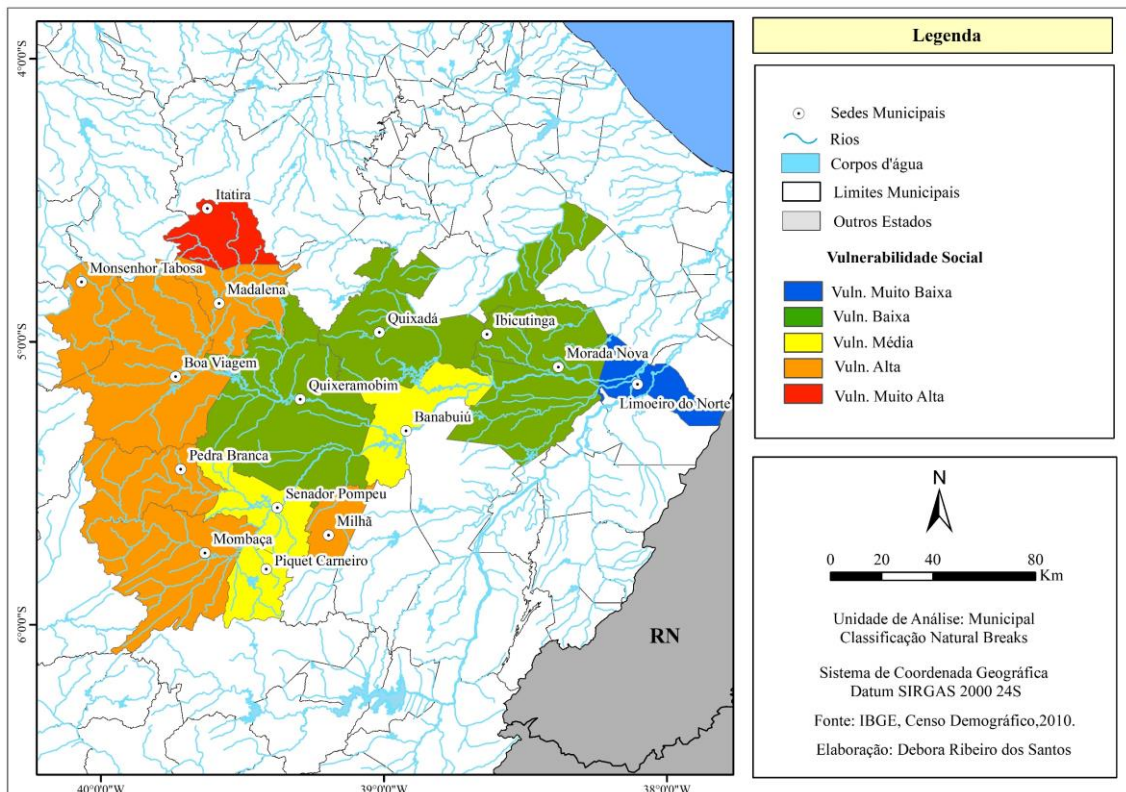 4°0'0"S
5°0'0"S
6°0'0"S
Itatira
Monsenhor Tabosa
Madalena
Quixadá
Ibicutinga
Morada Nova
Boa Viagem
Quixeramobim
Limoeiro do Norte
Banabuiú
Pedra Branca
Senador Pompeu
Milhã
Mombaça
Piquet Carneiro
RN
40°0'0"W
39°0'0"W
38°0'0"W
Legenda
Sedes Municipais
Rios
Corpos d'água
Limites Municipais
Outros Estados
Vulnerabilidade Social
Vuln. Muito Baixa
Vuln. Baixa
Vuln. Média
Vuln. Alta
Vuln. Muito Alta
N
0 20 40 80
Km
Unidade de Análise: Municipal
Classificação Natural Breaks
Sistema de Coordenada Geográfica
Datum SIRGAS 2000 24S
Fonte: IBGE, Censo Demográfico,2010.
Elaboração: Debora Ribeiro dos Santos